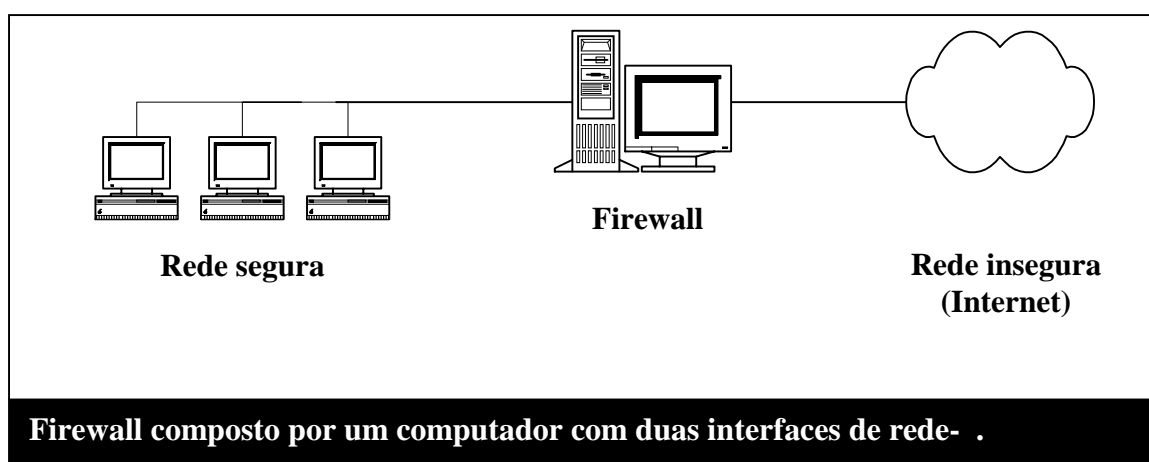 Firewall
Rede segura
Rede insegura
(Internet)
Firewall composto por um computador com duas interfaces de rede- .